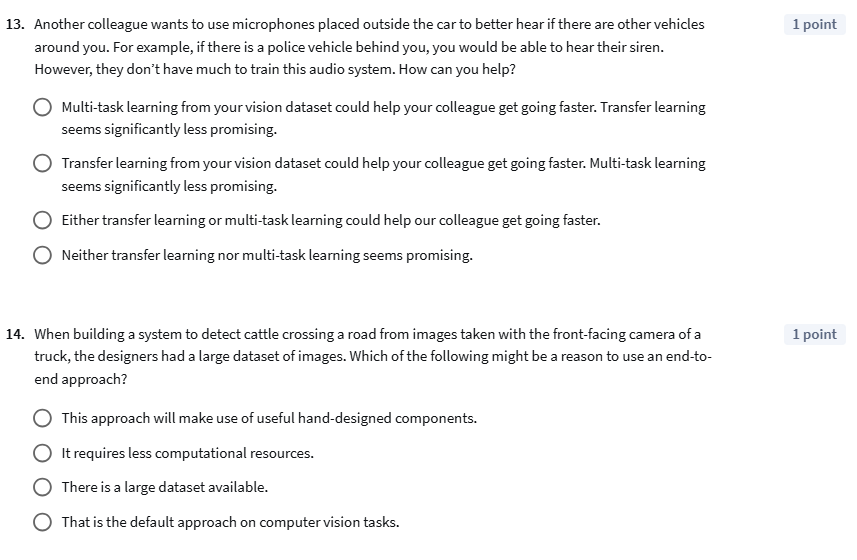 13. Another colleague wants to use microphones placed outside the car to better hear if there are other vehicles 1 point
around you. For example, if there is a police vehicle behind you, you would be able to hear their siren.
However, they don't have much to train this audio system. How can you help?
Multi-task learning from your vision dataset could help your colleague get going faster. Transfer learning
seems significantly less promising.
Transfer learning from your vision dataset could help your colleague get going faster. Multi-task learning
seems significantly less promising.
Either transfer learning or multi-task learning could help our colleague get going faster.
Neither transfer learning nor multi-task learning seems promising.
14. When building a system to detect cattle crossing a road from images taken with the front-facing camera of a 1 point
truck, the designers had a large dataset of images. Which of the following might be a reason to use an end-to-
end approach?
This approach will make use of useful hand-designed components.
It requires less computational resources.
There is a large dataset available.
That is the default approach on computer vision tasks.